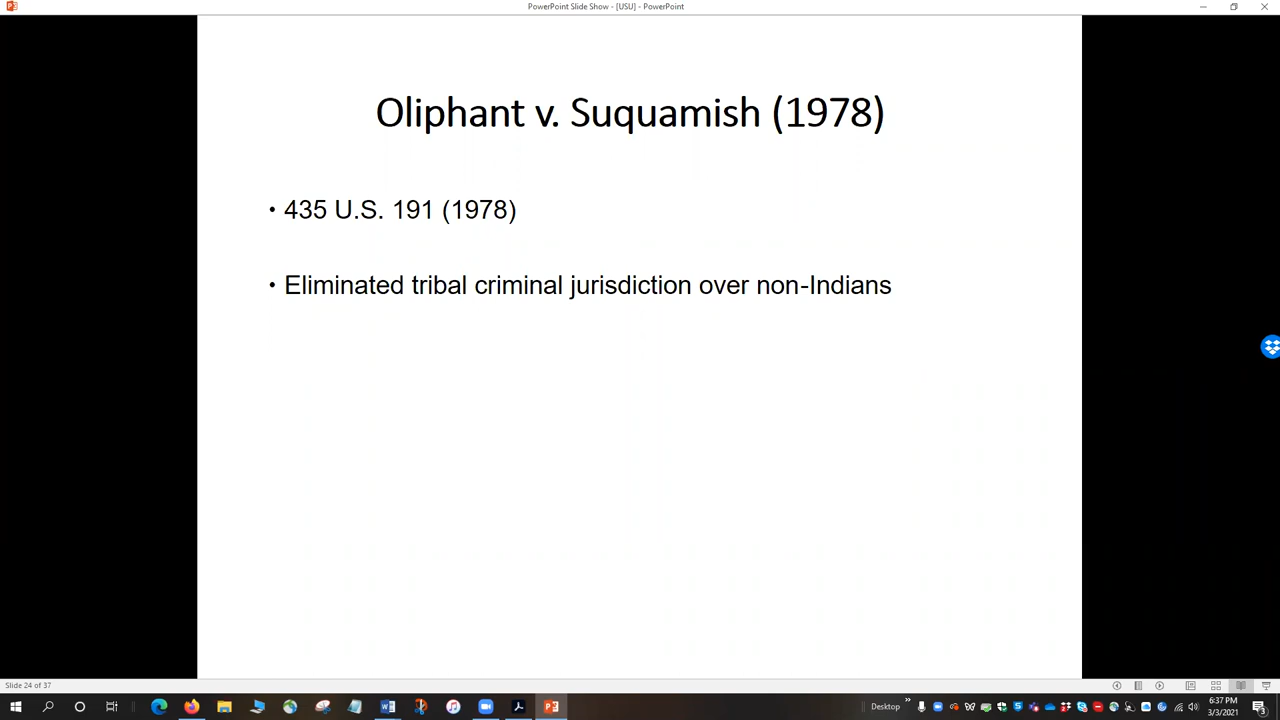 PowerPoint Slide Show - [USU] - PowerPoint
Oliphant v. Suquamish (1978)
• 435 U.S. 191 (1978)
• Eliminated tribal criminal jurisdiction over non-Indians
Slide 24 of 37
Desktop
6:37 PM
3/3/2021